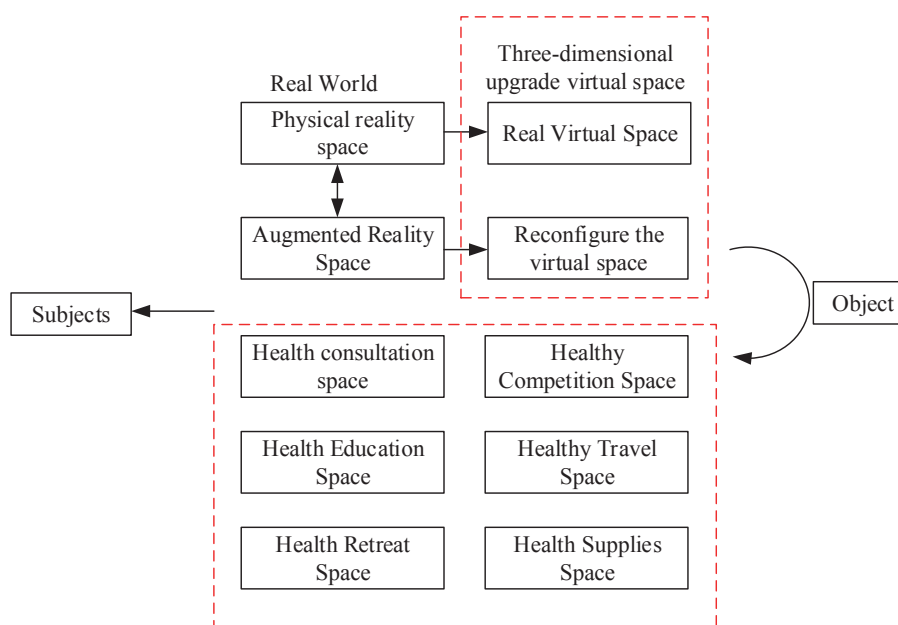 Three-dimensional
upgrade virtual space
Real World
Physical reality
space
Real Virtual Space
Augmented Reality
Space
Reconfigure the
virtual space
Subjects
Object
Health consultation
space
Healthy
Competition Space
Health Education
Space
Healthy Travel
Space
Health Retreat
Space
Health Supplies
Space